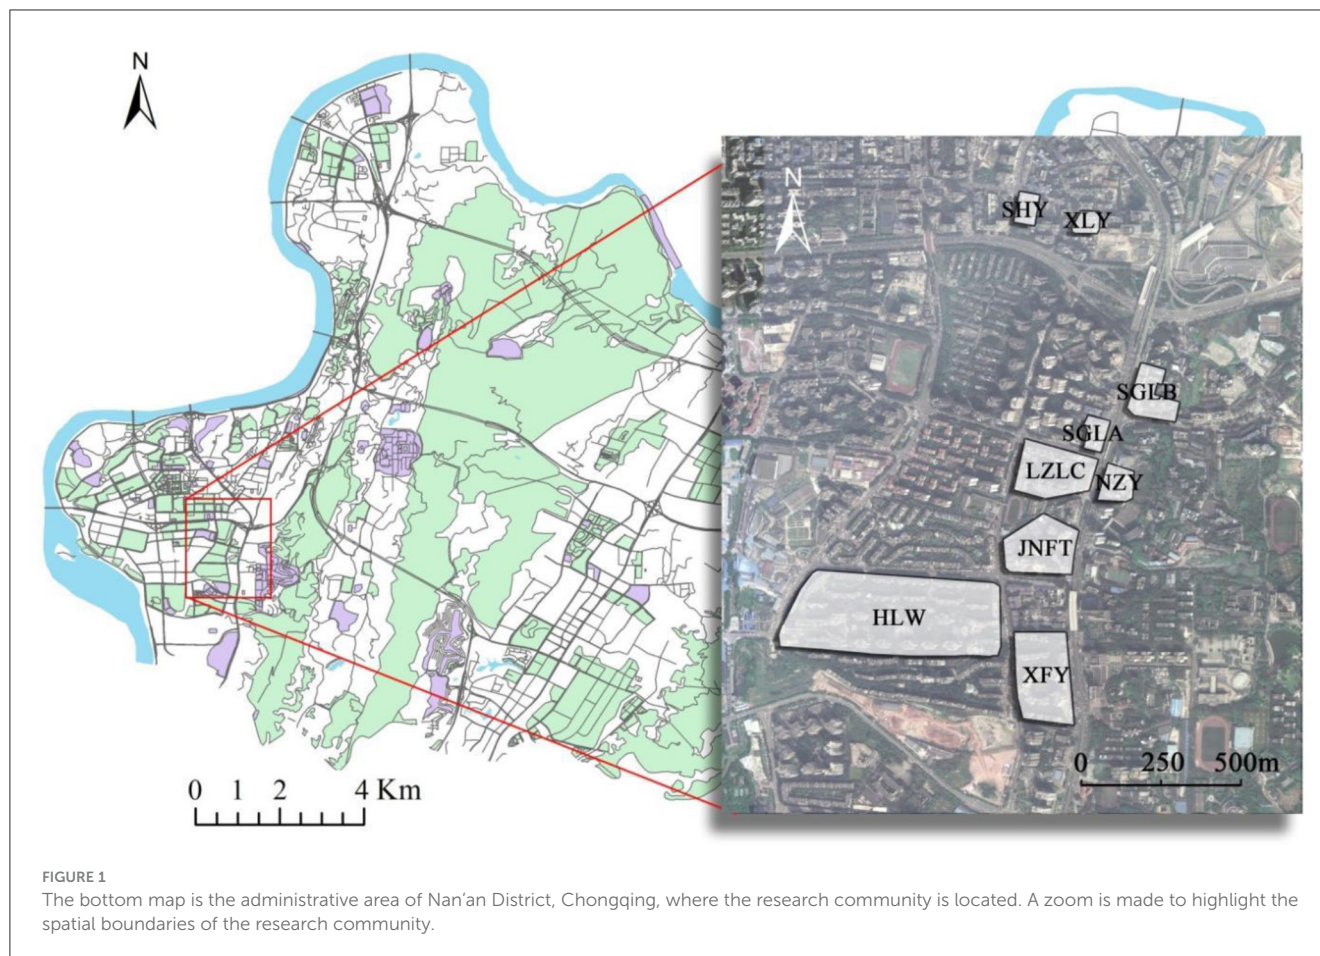 N
N
SHY
XLY
SGLB
SGLA
LZLC
NZY
JNFT
HLW
XFY
0 250 500m
0 1 2 4 Km
FIGURE 1
The bottom map is the administrative area of Nan’an District, Chongqing, where the research community is located. A zoom is made to highlight the
spatial boundaries of the research community.